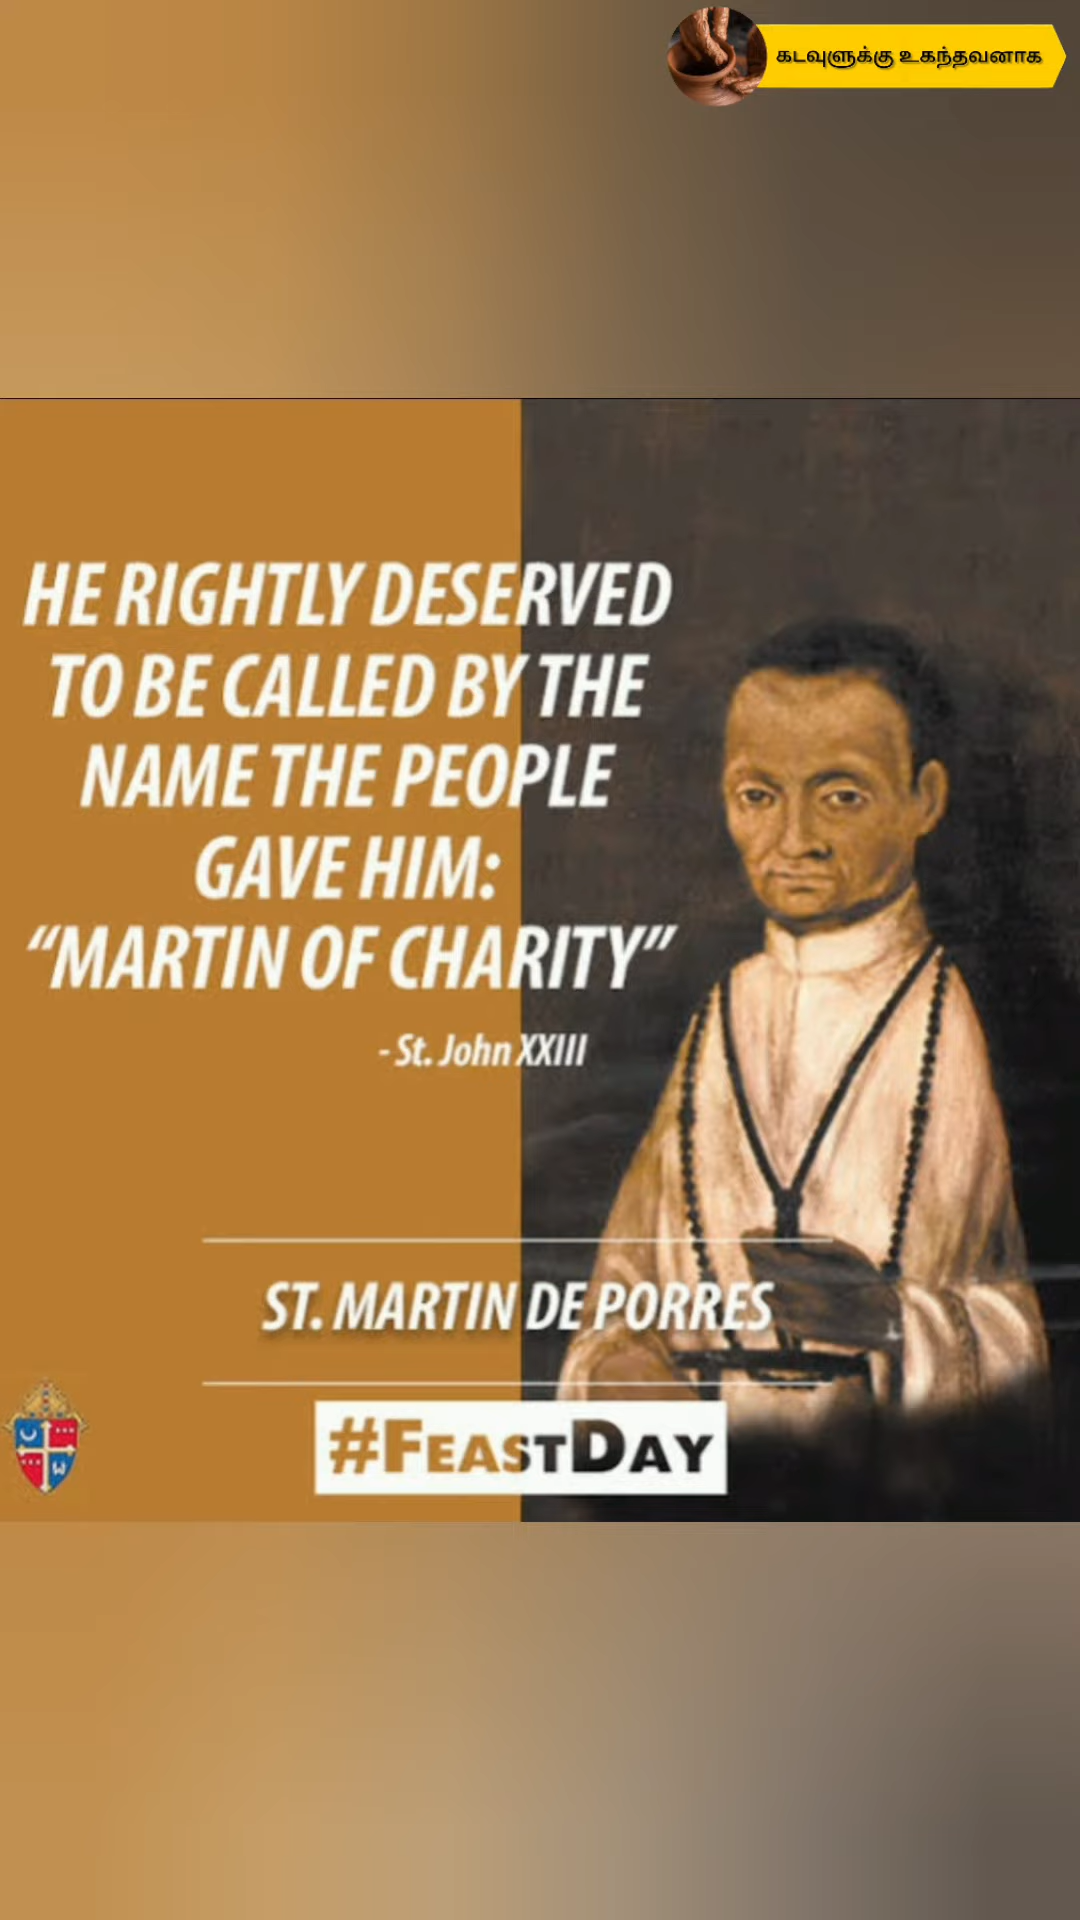 கடவுளுக்கு உகந்தவனாக
HE RIGHTLY DESERVED
TO BE CALLED BY THE
NAME THE PEOPLE
GAVE HIM:
“MARTIN OF CHARITY”
- St. John XXIII
ST. MARTIN DE PORRES
#FEASTDAY